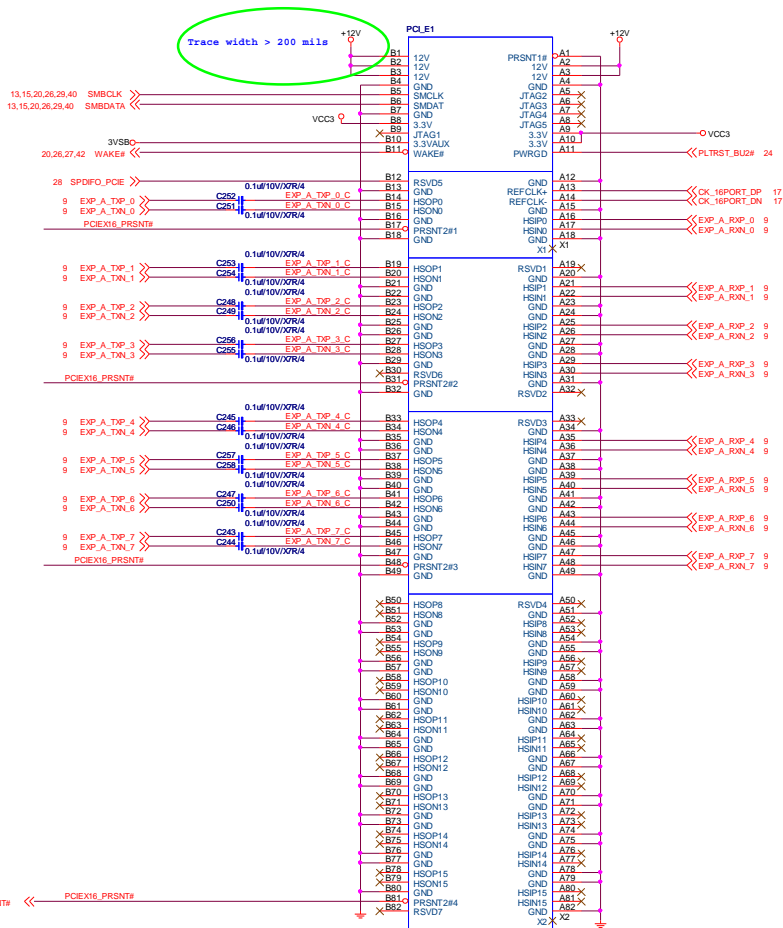 PCI_E1
+12V
+12V
Trace width > 200 mils
B1 12V PRSNT1# A1
B2 12V 12V A2
B3 12V 12V A3
B4 GND GND A4
13,15,20,26,29,40 SMBCLK B5 SMCLK JTAG2 A5
13,15,20,26,29,40 SMBDATA B6 SMDAT JTAG3 A6
B7 GND JTAG4 A7
VCC3 B8 3.3V JTAG5 A8
B9 JTAG1 3.3V A9 VCC3
3VSB B10 3.3VAUX 3.3V A10
20,26,27,42 WAKE# B11 WAKE# PWRGD A11 PLTRST_BU2# 24
28 SPDIFO_PCIE B12 RSVD5 GND A12
0.1uf/10V/X7R/4 B13 GND REFCLK+ A13 CK_16PORT_DP 17
9 EXP_A_TXP_0 C252 EXP_A_TXP_0_C B14 HSOP0 REFCLK- A14 CK_16PORT_DN 17
9 EXP_A_TXN_0 C251 EXP_A_TXN_0_C B15 HSON0 GND A15
0.1uf/10V/X7R/4 B16 GND HSIP0 A16 EXP_A_RXP_0 9
PCIEX16_PRSNT# B17 PRSNT2#1 HSIN0 A17 EXP_A_RXN_0 9
B18 GND GND A18
X1 X1
0.1uf/10V/X7R/4
9 EXP_A_TXP_1 C253 EXP_A_TXP_1_C B19 HSOP1 RSVD1 A19
9 EXP_A_TXN_1 C254 EXP_A_TXN_1_C B20 HSON1 GND A20
0.1uf/10V/X7R/4 B21 GND HSIP1 A21 EXP_A_RXP_1 9
0.1uf/10V/X7R/4 B22 GND HSIN1 A22 EXP_A_RXN_1 9
9 EXP_A_TXP_2 C248 EXP_A_TXP_2_C B23 HSOP2 GND A23
9 EXP_A_TXN_2 C249 EXP_A_TXN_2_C B24 HSON2 GND A24
0.1uf/10V/X7R/4 B25 GND HSIP2 A25 EXP_A_RXP_2 9
0.1uf/10V/X7R/4 B26 GND HSIN2 A26 EXP_A_RXN_2 9
9 EXP_A_TXP_3 C256 EXP_A_TXP_3_C B27 HSOP3 GND A27
9 EXP_A_TXN_3 C255 EXP_A_TXN_3_C B28 HSON3 GND A28
0.1uf/10V/X7R/4 B29 GND HSIP3 A29 EXP_A_RXP_3 9
B30 RSVD6 HSIN3 A30 EXP_A_RXN_3 9
PCIEX16_PRSNT# B31 PRSNT2#2 GND A31
B32 GND RSVD2 A32
0.1uf/10V/X7R/4
9 EXP_A_TXP_4 C245 EXP_A_TXP_4_C B33 HSOP4 RSVD3 A33
9 EXP_A_TXN_4 C246 EXP_A_TXN_4_C B34 HSON4 GND A34
0.1uf/10V/X7R/4 B35 GND HSIP4 A35 EXP_A_RXP_4 9
0.1uf/10V/X7R/4 B36 GND HSIN4 A36 EXP_A_RXN_4 9
9 EXP_A_TXP_5 C257 EXP_A_TXP_5_C B37 HSOP5 GND A37
9 EXP_A_TXN_5 C258 EXP_A_TXN_5_C B38 HSON5 GND A38
0.1uf/10V/X7R/4 B39 GND HSIP5 A39 EXP_A_RXP_5 9
0.1uf/10V/X7R/4 B40 GND HSIN5 A40 EXP_A_RXN_5 9
9 EXP_A_TXP_6 C247 EXP_A_TXP_6_C B41 HSOP6 GND A41
9 EXP_A_TXN_6 C250 EXP_A_TXN_6_C B42 HSON6 GND A42
0.1uf/10V/X7R/4 B43 GND HSIP6 A43 EXP_A_RXP_6 9
0.1uf/10V/X7R/4 B44 GND HSIN6 A44 EXP_A_RXN_6 9
9 EXP_A_TXP_7 C243 EXP_A_TXP_7_C B45 HSOP7 GND A45
9 EXP_A_TXN_7 C244 EXP_A_TXN_7_C B46 HSON7 GND A46
0.1uf/10V/X7R/4 B47 GND HSIP7 A47 EXP_A_RXP_7 9
PCIEX16_PRSNT# B48 PRSNT2#3 HSIN7 A48 EXP_A_RXN_7 9
B49 GND GND A49
B50 HSOP8 RSVD4 A50
B51 HSON8 GND A51
B52 GND HSIP8 A52
B53 GND HSIN8 A53
B54 HSOP9 GND A54
B55 HSON9 GND A55
B56 GND HSIP9 A56
B57 GND HSIN9 A57
B58 HSOP10 GND A58
B59 HSON10 GND A59
B60 GND HSIP10 A60
B61 GND HSIN10 A61
B62 HSOP11 GND A62
B63 HSON11 GND A63
B64 GND HSIP11 A64
B65 GND HSIN11 A65
B66 HSOP12 GND A66
B67 HSON12 GND A67
B68 GND HSIP12 A68
B69 GND HSIN12 A69
B70 HSOP13 GND A70
B71 HSON13 GND A71
B72 GND HSIP13 A72
B73 GND HSIN13 A73
B74 HSOP14 GND A74
B75 HSON14 GND A75
B76 GND HSIP14 A76
B77 GND HSIN14 A77
B78 HSOP15 GND A78
B79 HSON15 GND A79
B80 GND HSIP15 A80
NT# PCIEX16_PRSNT# B81 PRSNT2#4 HSIN15 A81
B82 RSVD7 GND A82
X2 X2